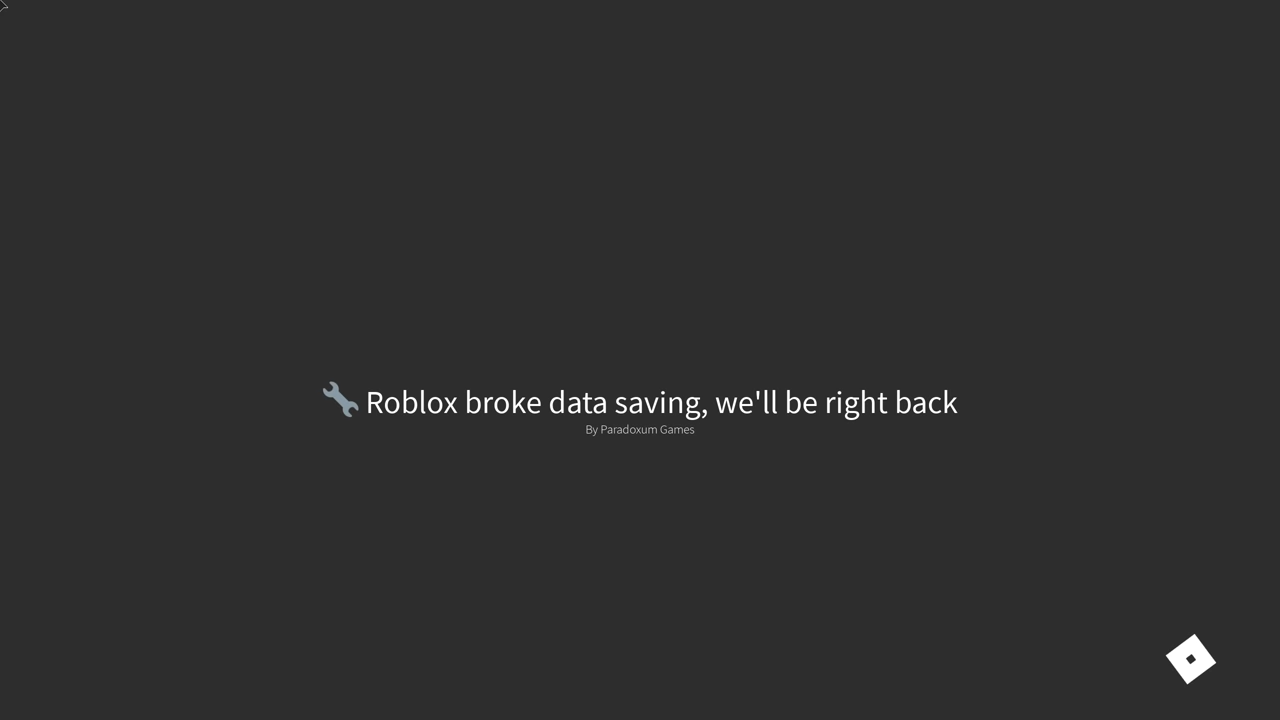 🔧 Roblox broke data saving, we'll be right back
By Paradoxum Games